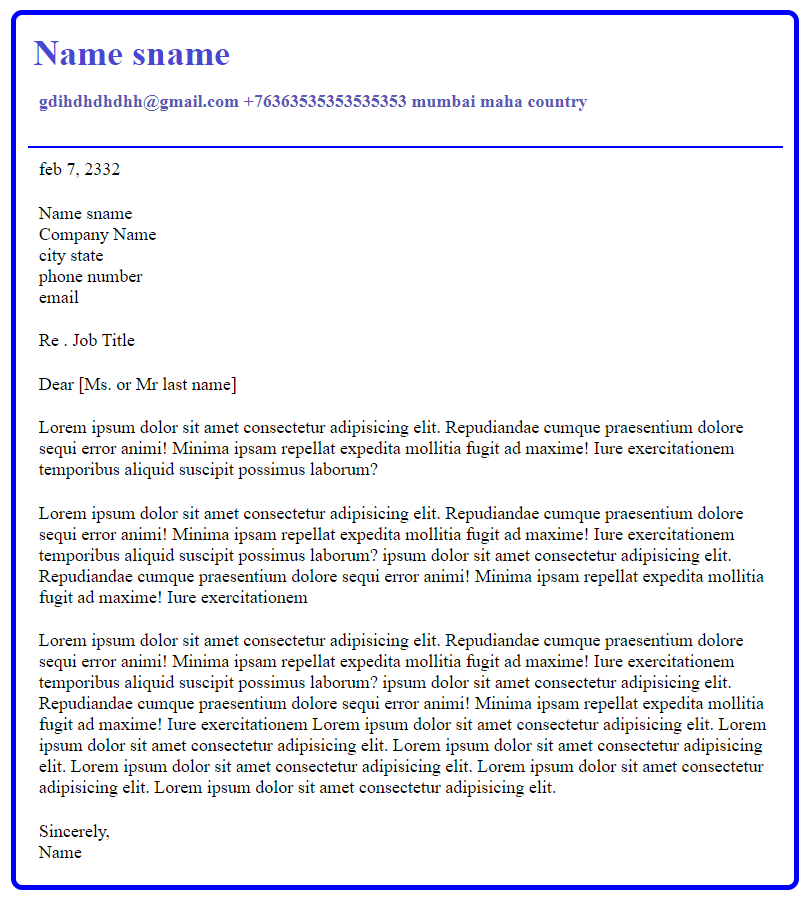 Name sname
gdihdhdhdhh@gmail.com +76363535353535353 mumbai maha country
feb 7, 2332
Name sname
Company Name
city state
phone number
email
Re . Job Title
Dear [Ms. or Mr last name]
Lorem ipsum dolor sit amet consectetur adipisicing elit. Repudiandae cumque praesentium dolore
sequi error animi! Minima ipsam repellat expedita mollitia fugit ad maxime! Iure exercitationem
temporibus aliquid suscipit possimus laborum?
Lorem ipsum dolor sit amet consectetur adipisicing elit. Repudiandae cumque praesentium dolore
sequi error animi! Minima ipsam repellat expedita mollitia fugit ad maxime! Iure exercitationem
temporibus aliquid suscipit possimus laborum? ipsum dolor sit amet consectetur adipisicing elit.
Repudiandae cumque praesentium dolore sequi error animi! Minima ipsam repellat expedita mollitia
fugit ad maxime! Iure exercitationem
Lorem ipsum dolor sit amet consectetur adipisicing elit. Repudiandae cumque praesentium dolore
sequi error animi! Minima ipsam repellat expedita mollitia fugit ad maxime! Iure exercitationem
temporibus aliquid suscipit possimus laborum? ipsum dolor sit amet consectetur adipisicing elit.
Repudiandae cumque praesentium dolore sequi error animi! Minima ipsam repellat expedita mollitia
fugit ad maxime! Iure exercitationem Lorem ipsum dolor sit amet consectetur adipisicing elit. Lorem
ipsum dolor sit amet consectetur adipisicing elit. Lorem ipsum dolor sit amet consectetur adipisicing
elit. Lorem ipsum dolor sit amet consectetur adipisicing elit. Lorem ipsum dolor sit amet consectetur
adipisicing elit. Lorem ipsum dolor sit amet consectetur adipisicing elit.
Sincerely,
Name